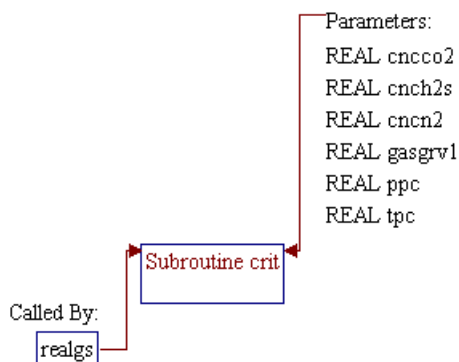 Parameters:
REAL cncco2
REAL cnch2s
REAL cncn2
REAL gasgrv1
REAL ppc
REAL tpc
Subroutine crit
Called By:
realgs